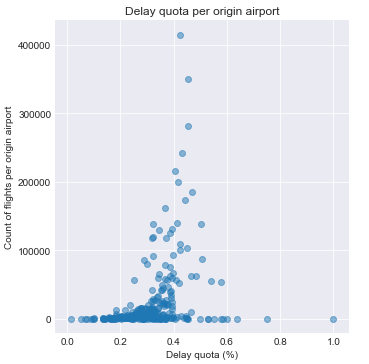 Delay quota per origin airport
Count of flights per origin airport
400000
300000
200000
100000
0
0.0 0.2 0.4 0.6 0.8 1.0
Delay quota (%)